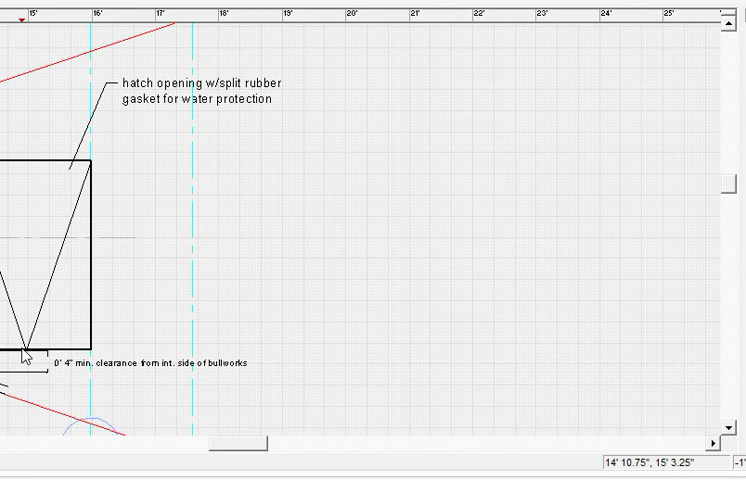 15' 16' 17' 18' 19' 20' 21' 22' 23' 24' 25'
hatch opening w/split rubber
gasket for water protection
0' 4" min. clearance from int. side of bullworks
14' 10.75", 15' 3.25"
-1'